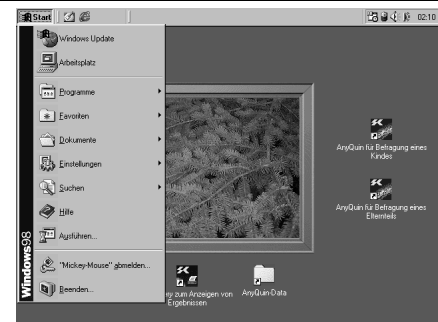 Start
02:10
Windows Update
Arbeitsplatz
Programme
Favoriten
Dokumente
Einstellungen
Suchen
Hilfe
Ausführen...
"Mickey-Mouse" abmelden...
Beenden...
Windows98
AnyQuin für Befragung eines
Kindes
AnyQuin für Befragung eines
Elternteils
zum Anzeigen von
Ergebnissen
AnyQuin-Data